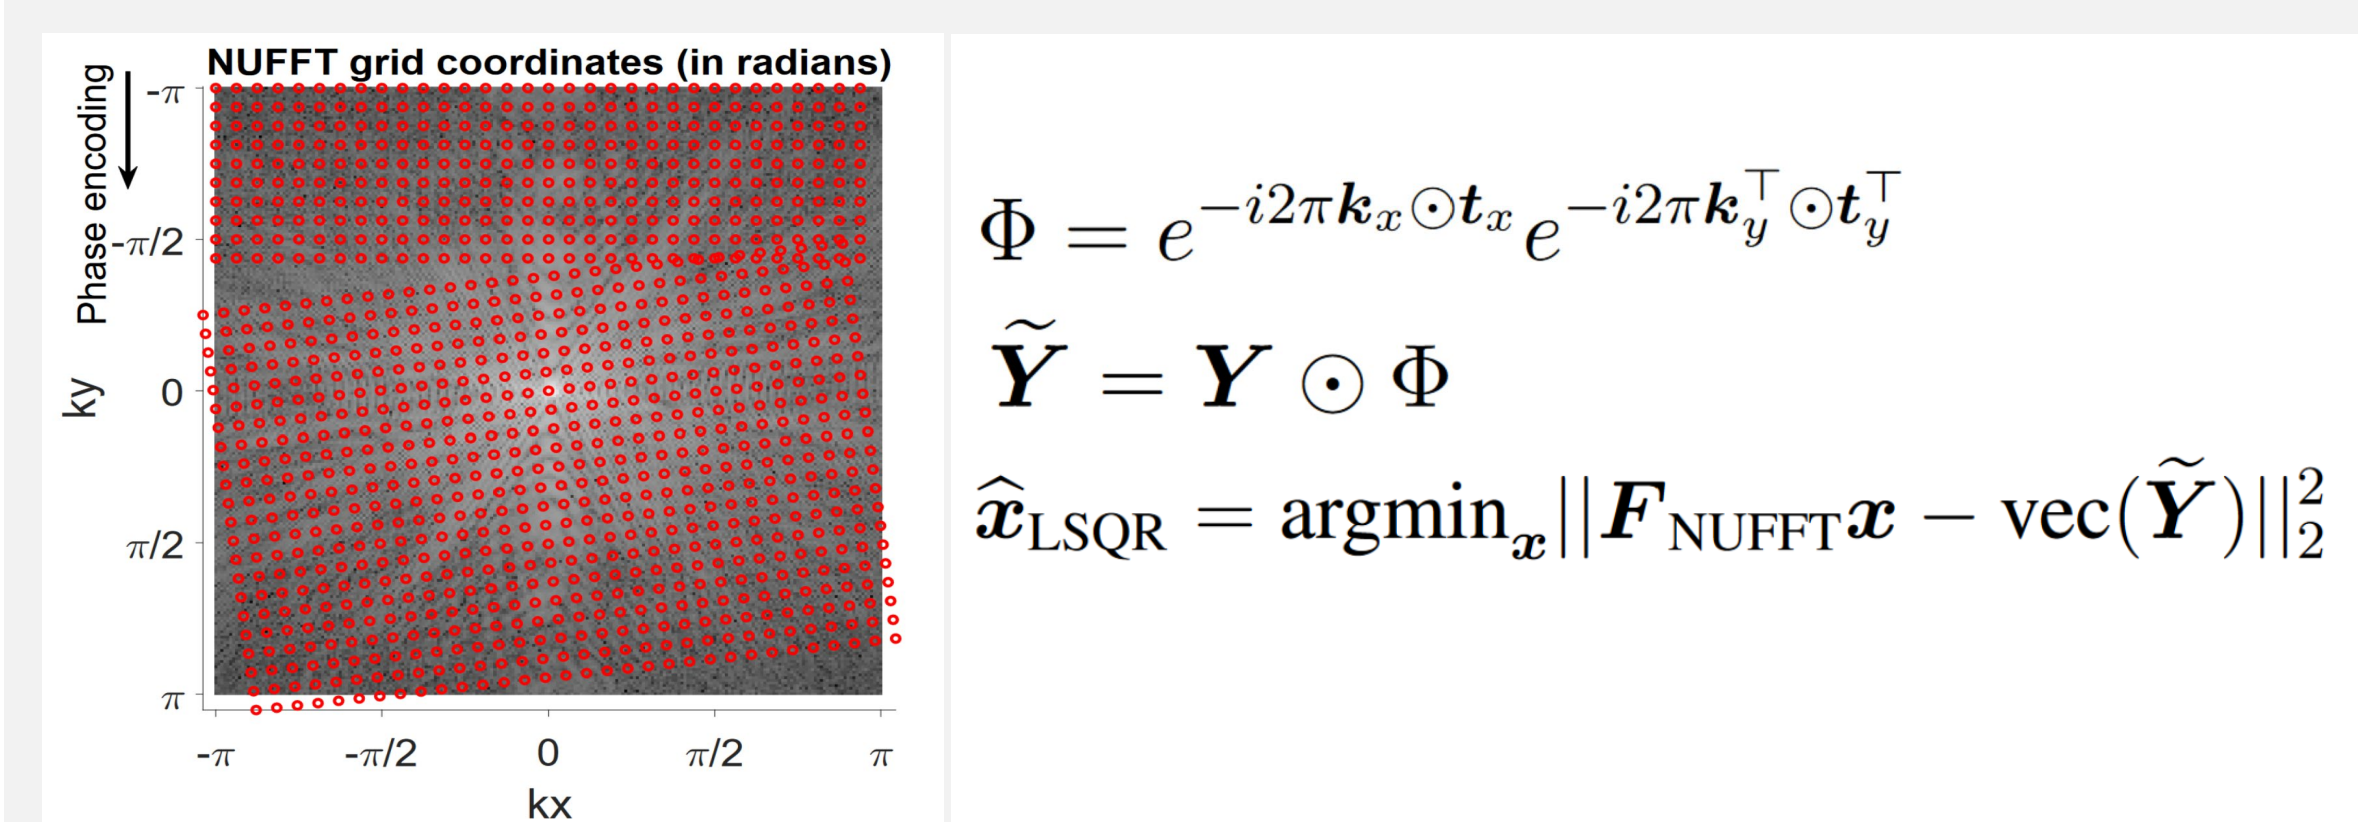 NUFFT grid coordinates (in radians)
Phase encoding
ky
-π
-π/2
0
π/2
π
-π
-π/2
0
π/2
π
kx
Φ = e^{-i2πk_x⊙t_x} e^{-i2πk_y^⊤⊙t_y^⊤}
Ỹ = Y ⊙ Φ
x̂_LSQR = argmin_x ||F_NUFFT x − vec(Ỹ)||_2^2